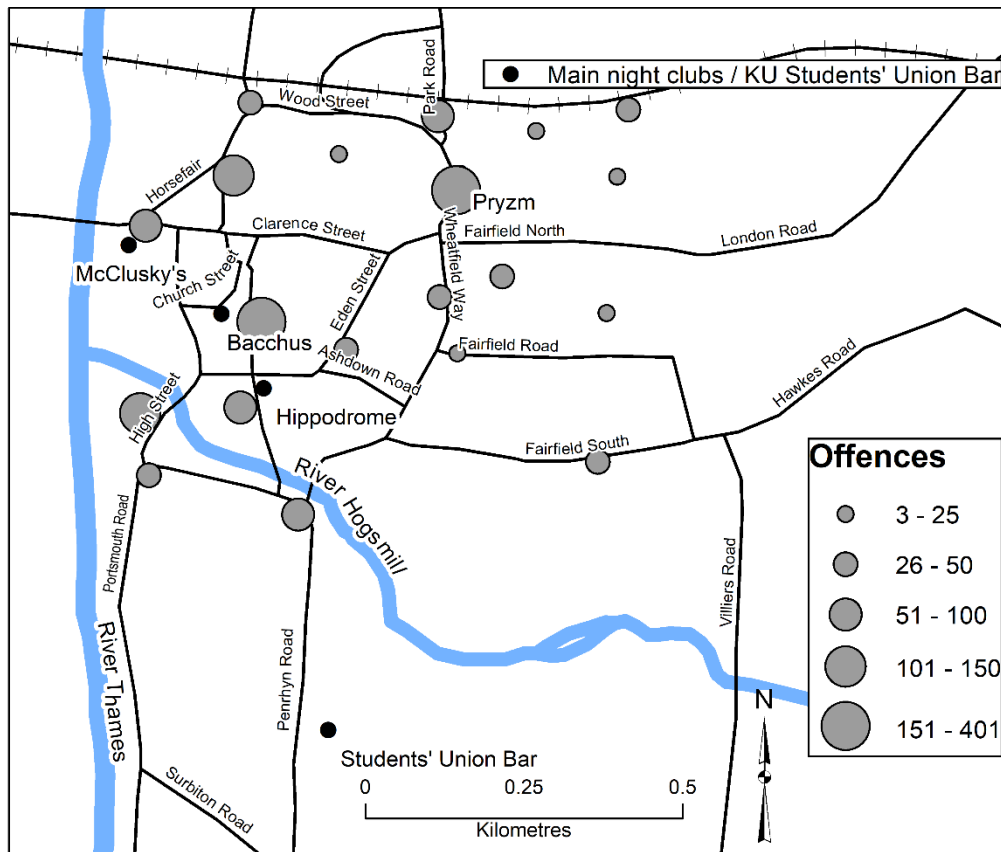 Main night clubs / KU Students' Union Bar
Park Road
Wood Street
Horsefair
Pryzm
Wheatfield Way
Clarence Street
Fairfield North
London Road
McClusky's
Church Street
Eden Street
Bacchus
Ashdown Road
Fairfield Road
Hawkes Road
High Street
Hippodrome
Fairfield South
River Hogsmill
Portsmouth Road
River Thames
Penrhyn Road
Villiers Road
Surbiton Road
Students' Union Bar
Offences
3 - 25
26 - 50
51 - 100
101 - 150
151 - 401
N
0 0.25 0.5
Kilometres